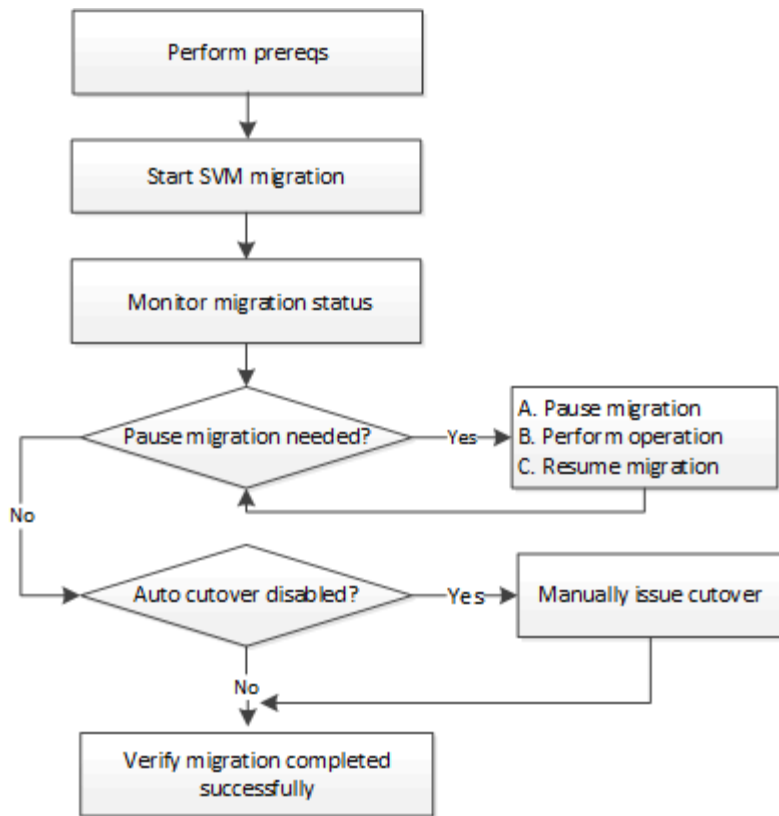 Perform prereqs
Start SVM migration
Monitor migration status
Pause migration needed?
Yes
A. Pause migration
B. Perform operation
C. Resume migration
No
Auto cutover disabled?
Yes
Manually issue cutover
No
Verify migration completed
successfully